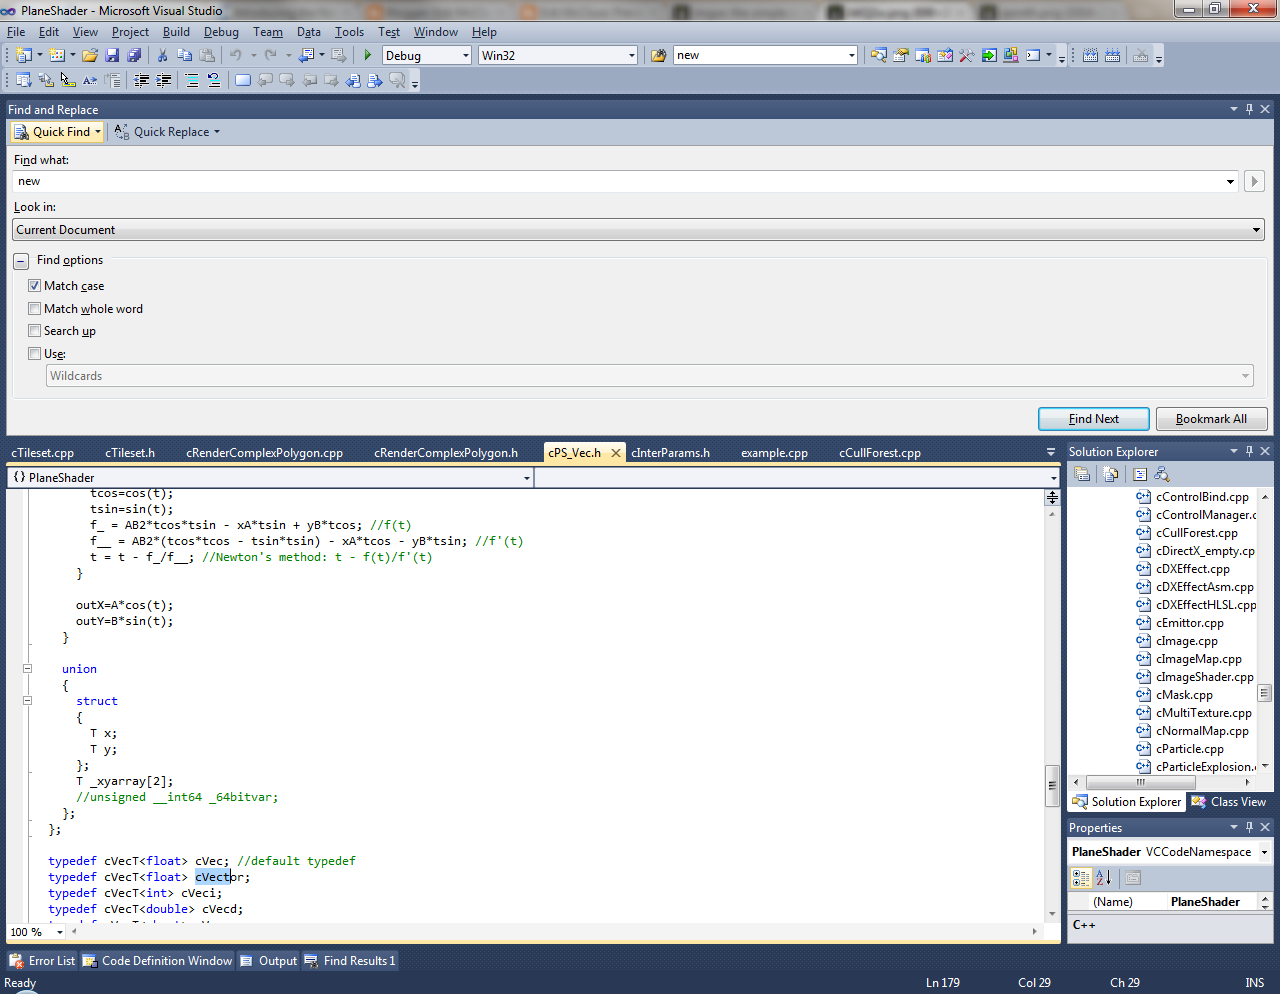 PlaneShader - Microsoft Visual Studio
File Edit View Project Build Debug Team Data Tools Test Window Help
Debug Win32 new
Find and Replace
Quick Find Quick Replace
Find what:
new
Look in:
Current Document
Find options
Match case
Match whole word
Search up
Use:
Wildcards
Find Next Bookmark All
cTileset.cpp cTileset.h cRenderComplexPolygon.cpp cRenderComplexPolygon.h cPS_Vec.h cInterParams.h example.cpp cCullForest.cpp
{} PlaneShader
tcos=cos(t);
tsin=sin(t);
f_ = AB2*tcos*tsin - xA*tsin + yB*tcos; //f(t)
f__ = AB2*(tcos*tcos - tsin*tsin) - xA*tcos - yB*tsin; //f'(t)
t = t - f_/f__; //Newton's method: t - f(t)/f'(t)
}
outX=A*cos(t);
outY=B*sin(t);
}
union
{
struct
{
T x;
T y;
};
T _xyarray[2];
//unsigned __int64 _64bitvar;
};
};
typedef cVecT<float> cVec; //default typedef
typedef cVecT<float> cVector;
typedef cVecT<int> cVeci;
typedef cVecT<double> cVecd;
100 %
Solution Explorer
cControlBind.cpp
cControlManager.c
cCullForest.cpp
cDirectX_empty.cp
cDXEffect.cpp
cDXEffectAsm.cpp
cDXEffectHLSL.cpp
cEmittor.cpp
cImage.cpp
cImageMap.cpp
cImageShader.cpp
cMask.cpp
cMultiTexture.cpp
cNormalMap.cpp
cParticle.cpp
cParticleExplosion.
Solution Explorer Class View
Properties
PlaneShader VCCodeNamespace
(Name) PlaneShader
C++
Error List Code Definition Window Output Find Results 1
Ready Ln 179 Col 29 Ch 29 INS